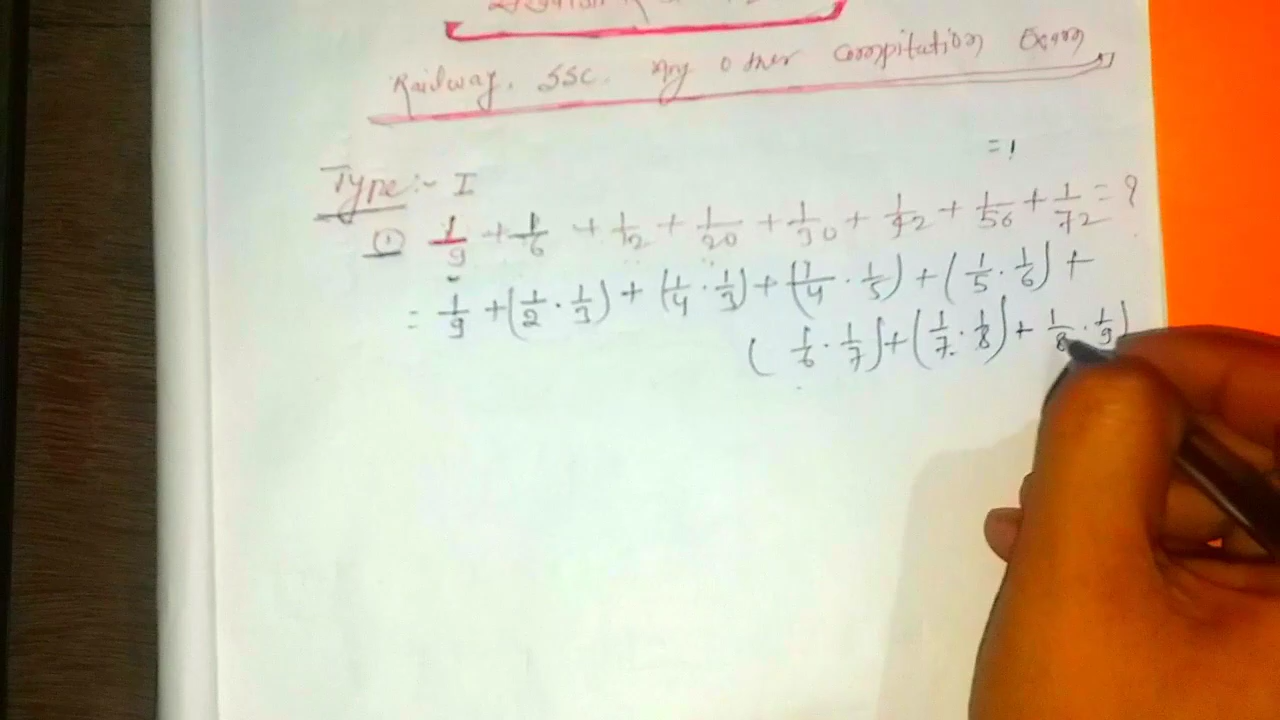 Railway, SSC. any other Compitation Exam
= 1
Type:- I
① 1/9 + 1/6 + 1/12 + 1/20 + 1/30 + 1/42 + 1/56 + 1/72 = ?
= 1/9 + (1/2 · 1/3) + (1/4 · 1/3) + (1/4 · 1/5) + (1/5 · 1/6) +
( 1/6 · 1/7) + (1/7 · 1/8) + 1/8 · 1/9)